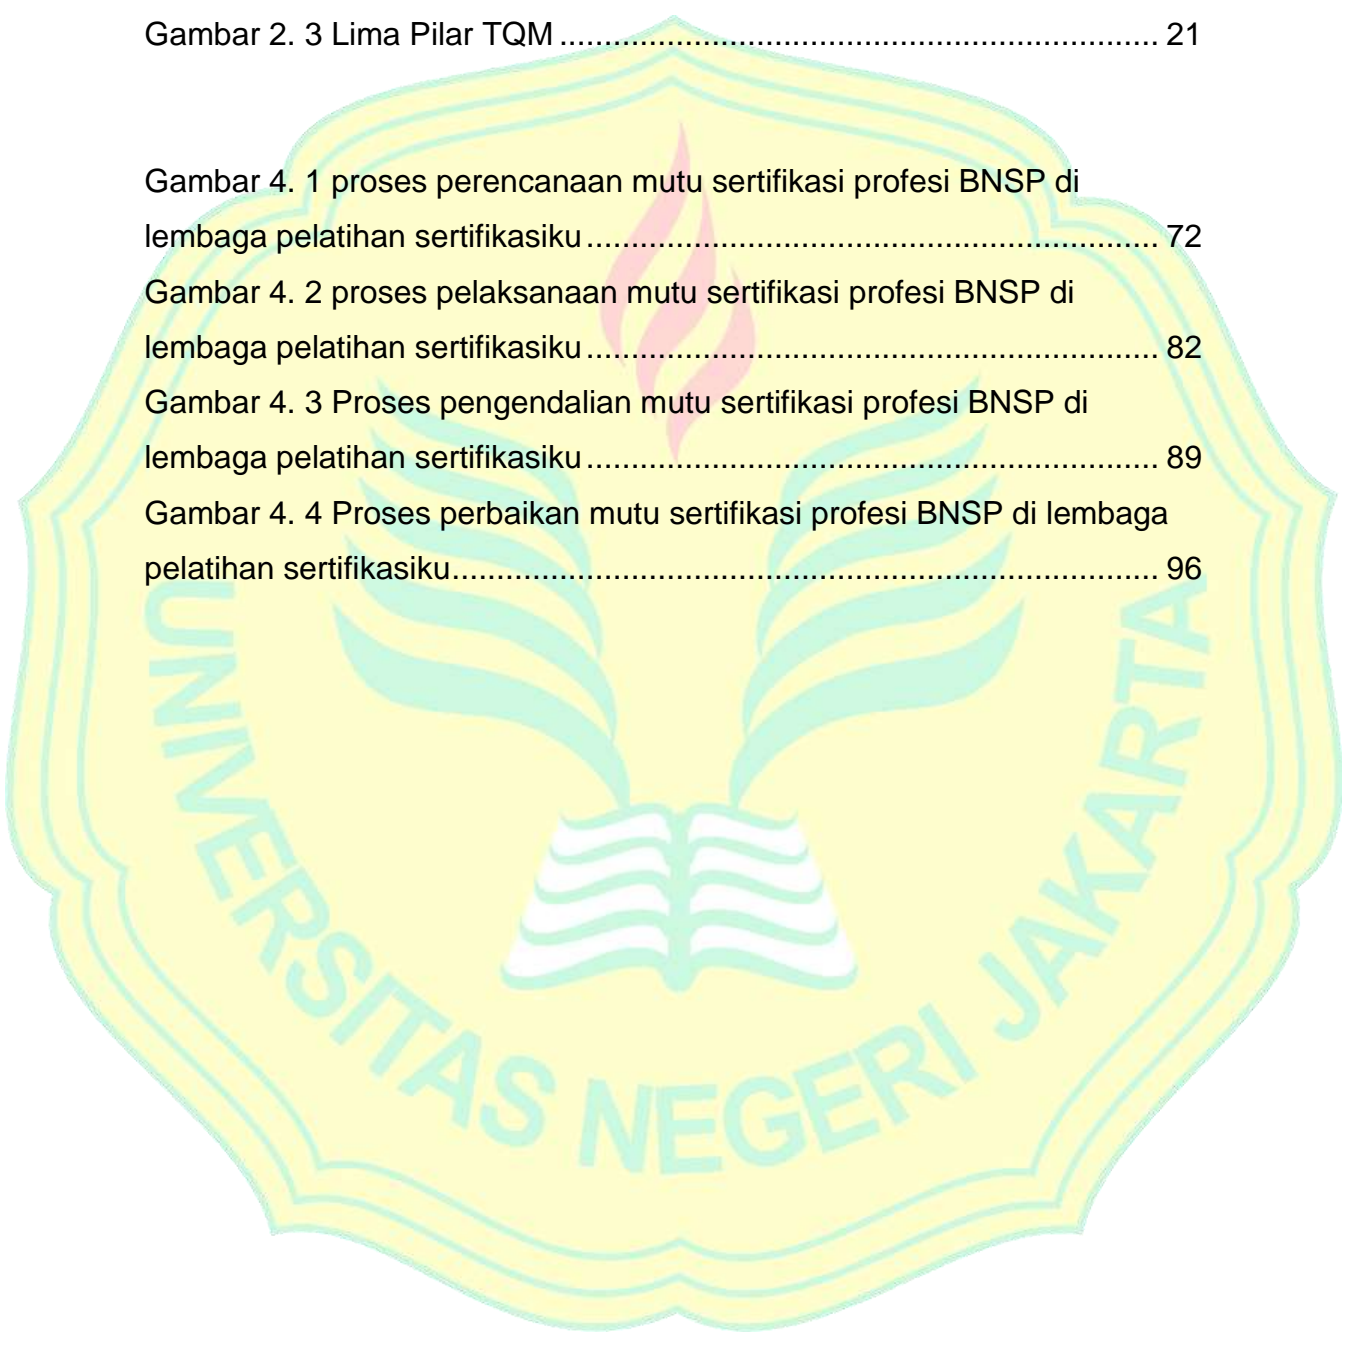 Gambar 2. 3 Lima Pilar TQM .................................................................... 21
Gambar 4. 1 proses perencanaan mutu sertifikasi profesi BNSP di
lembaga pelatihan sertifikasiku ................................................................. 72
Gambar 4. 2 proses pelaksanaan mutu sertifikasi profesi BNSP di
lembaga pelatihan sertifikasiku ................................................................. 82
Gambar 4. 3 Proses pengendalian mutu sertifikasi profesi BNSP di
lembaga pelatihan sertifikasiku ................................................................. 89
Gambar 4. 4 Proses perbaikan mutu sertifikasi profesi BNSP di lembaga
pelatihan sertifikasiku................................................................................ 96
UNIVERSITAS NEGERI JAKARTA